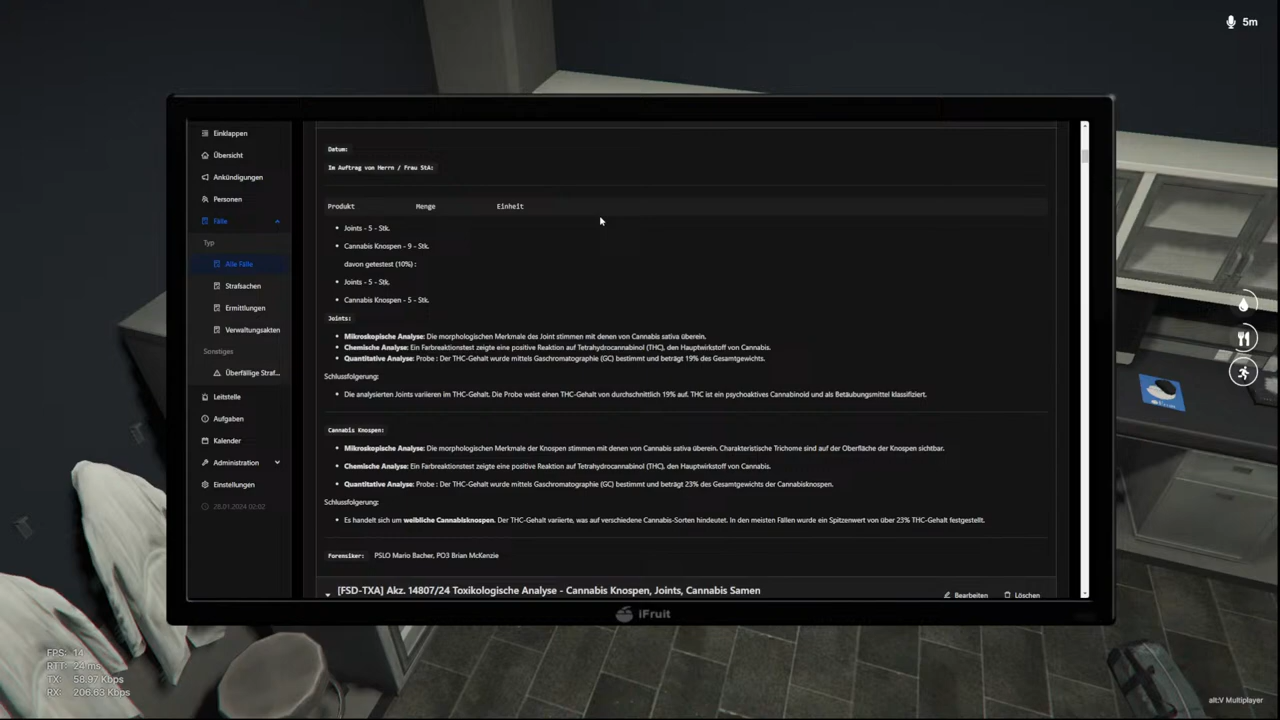 5m
Einklappen
Übersicht
Ankündigungen
Personen
Fälle
Typ
Alle Fälle
Strafsachen
Ermittlungen
Verwaltungsakten
Sonstiges
Überfällige Straf...
Leitstelle
Aufgaben
Kalender
Administration
Einstellungen
28.01.2024 02:02
Datum:
Im Auftrag von Herrn / Frau StA:
Produkt Menge Einheit
Joints - 5 - Stk.
Cannabis Knospen - 9 - Stk.
davon getestest (10%) :
Joints - 5 - Stk.
Cannabis Knospen - 5 - Stk.
Joints:
Mikroskopische Analyse: Die morphologischen Merkmale des Joint stimmen mit denen von Cannabis sativa überein.
Chemische Analyse: Ein Farbreaktionstest zeigte eine positive Reaktion auf Tetrahydrocannabinol (THC), den Hauptwirkstoff von Cannabis.
Quantitative Analyse: Probe : Der THC-Gehalt wurde mittels Gaschromatographie (GC) bestimmt und beträgt 19% des Gesamtgewichts.
Schlussfolgerung:
Die analysierten Joints variieren im THC-Gehalt. Die Probe weist einen THC-Gehalt von durchschnittlich 19% auf. THC ist ein psychoaktives Cannabinoid und als Betäubungsmittel klassifiziert.
Cannabis Knospen:
Mikroskopische Analyse: Die morphologischen Merkmale der Knospen stimmen mit denen von Cannabis sativa überein. Charakteristische Trichome sind auf der Oberfläche der Knospen sichtbar.
Chemische Analyse: Ein Farbreaktionstest zeigte eine positive Reaktion auf Tetrahydrocannabinol (THC), den Hauptwirkstoff von Cannabis.
Quantitative Analyse: Probe : Der THC-Gehalt wurde mittels Gaschromatographie (GC) bestimmt und beträgt 23% des Gesamtgewichts der Cannabisknospen.
Schlussfolgerung:
Es handelt sich um weibliche Cannabisknospen. Der THC-Gehalt variierte, was auf verschiedene Cannabis-Sorten hindeutet. In den meisten Fällen wurde ein Spitzenwert von über 23% THC-Gehalt festgestellt.
Forensiker: PSLO Mario Bacher, PO3 Brian McKenzie
[FSD-TXA] Akz. 14807/24 Toxikologische Analyse - Cannabis Knospen, Joints, Cannabis Samen
Bearbeiten Löschen
iFruit
iFruit
FPS: 14
RTT: 24 ms
TX: 58.97 Kbps
RX: 206.63 Kbps
alt:V Multiplayer